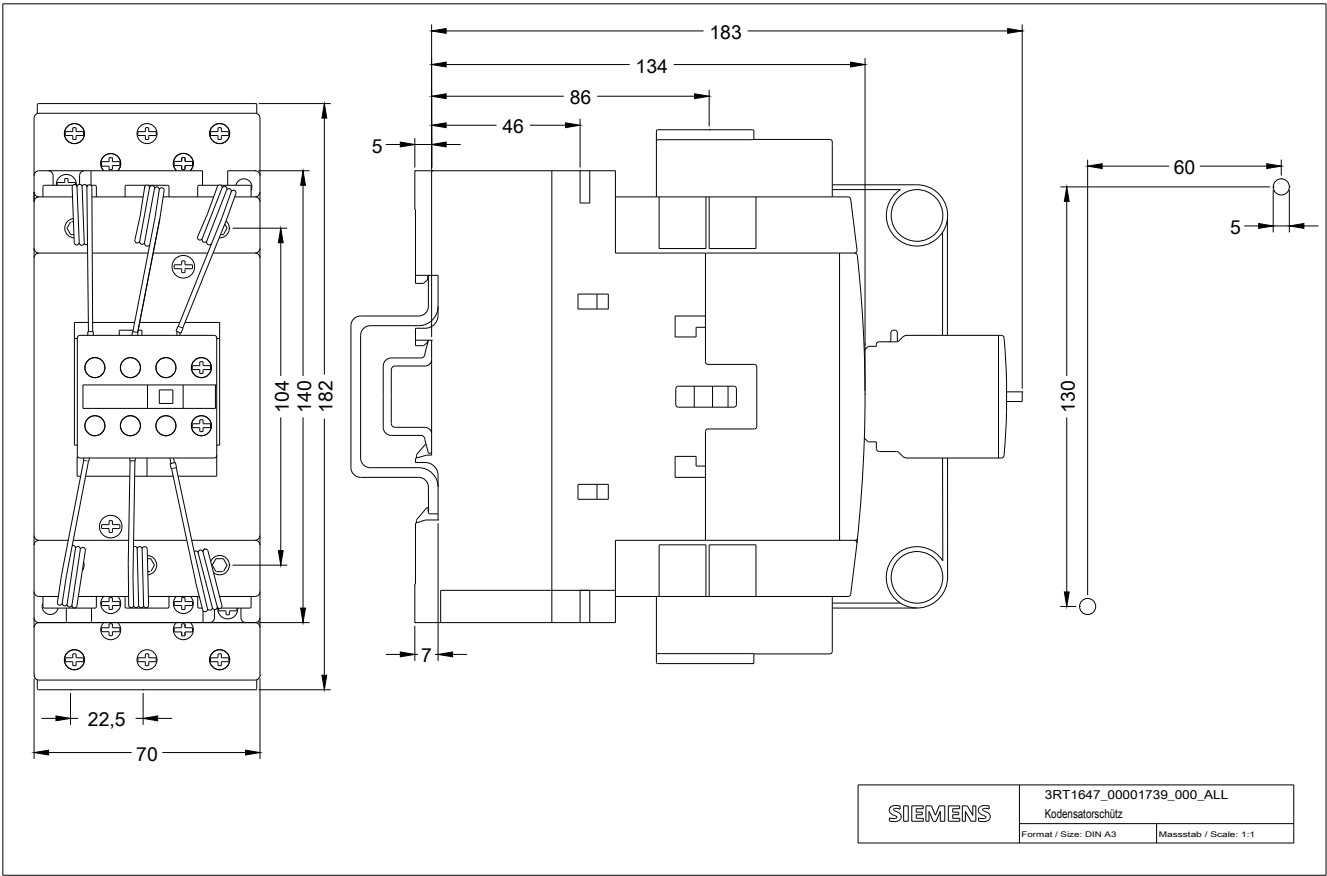 183
134
86
46
5
60
5
130
104
140
182
7
22,5
70
SIEMENS
3RT1647_00001739_000_ALL
Kodensatorschütz
Format / Size: DIN A3
Massstab / Scale: 1:1